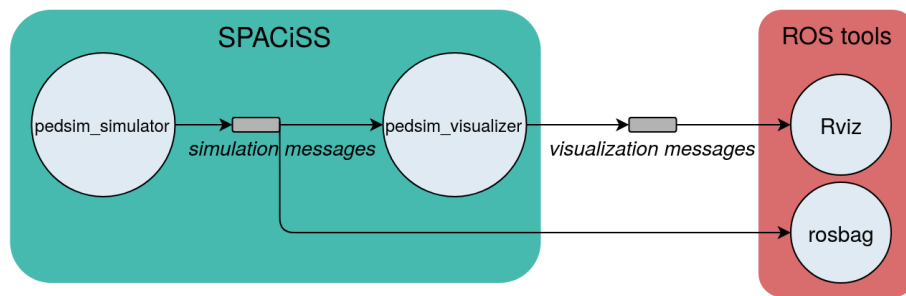 SPACiSS
ROS tools
pedsim_simulator
pedsim_visualizer
Rviz
simulation messages
visualization messages
rosbag